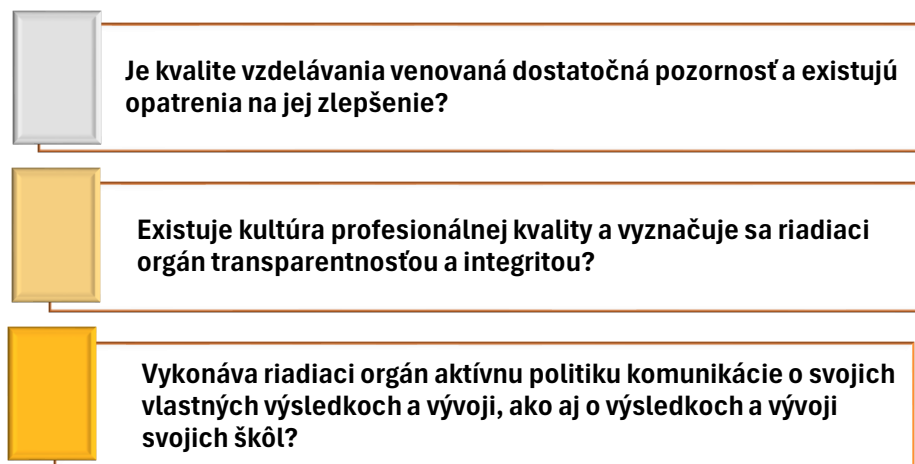 Je kvalite vzdelávania venovaná dostatočná pozornosť a existujú
opatrenia na jej zlepšenie?
Existuje kultúra profesionálnej kvality a vyznačuje sa riadiaci
orgán transparentnosťou a integritou?
Vykonáva riadiaci orgán aktívnu politiku komunikácie o svojich
vlastných výsledkoch a vývoji, ako aj o výsledkoch a vývoji
svojich škôl?